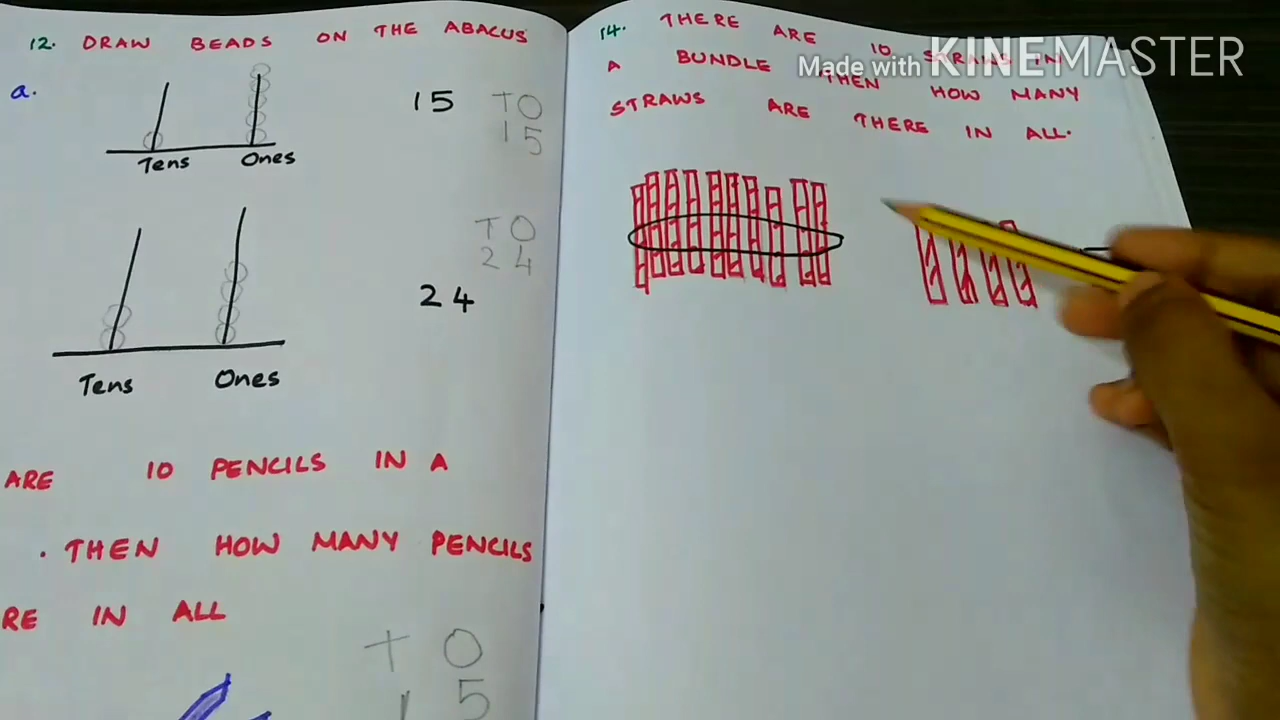 12. DRAW BEADS ON THE ABACUS
a.
15
T O
1 5
Tens Ones
T O
2 4
24
Tens Ones
ARE 10 PENCILS IN A
. THEN HOW MANY PENCILS
RE IN ALL
T O
1 5
14. THERE ARE 10 STRAWS IN
A BUNDLE THEN HOW MANY
STRAWS ARE THERE IN ALL.
Made with KINEMASTER